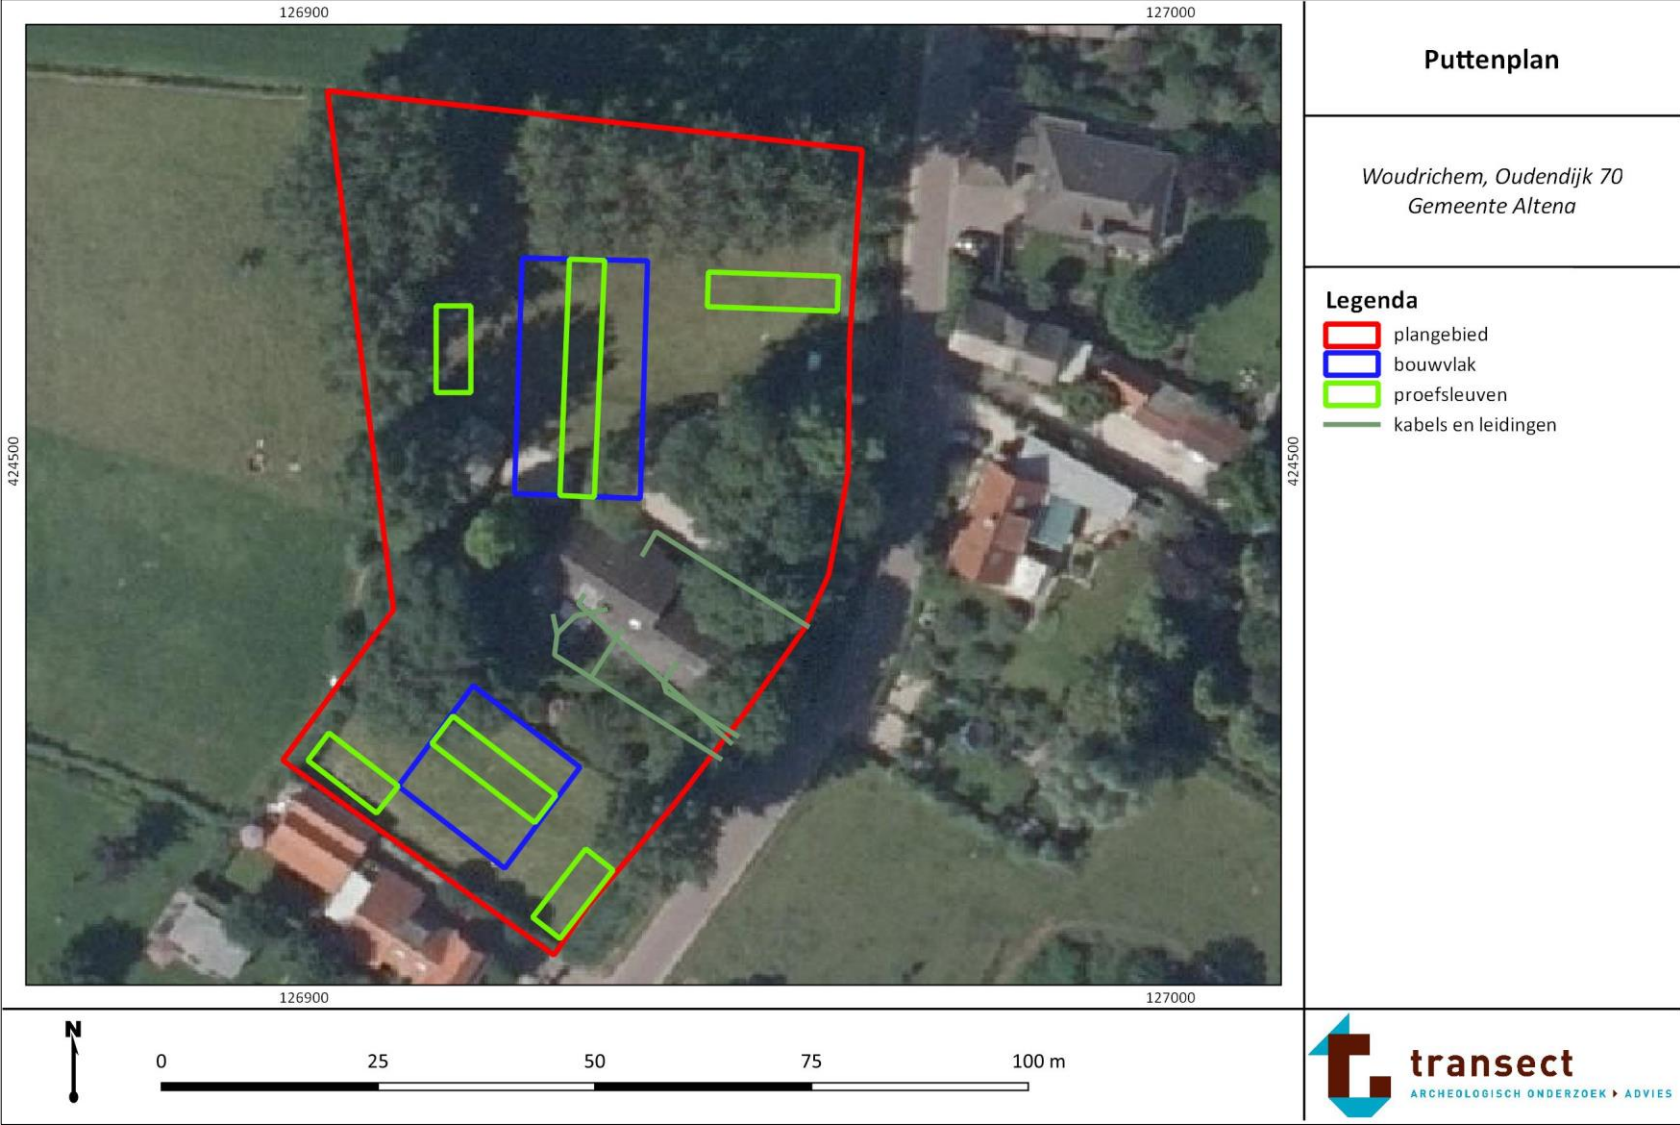 126900
127000
424500
424500
126900
127000
Puttenplan
Woudrichem, Oudendijk 70
Gemeente Altena
Legenda
plangebied
bouwvlak
proefsleuven
kabels en leidingen
N
0 25 50 75 100 m
transect
ARCHEOLOGISCH ONDERZOEK ADVIES